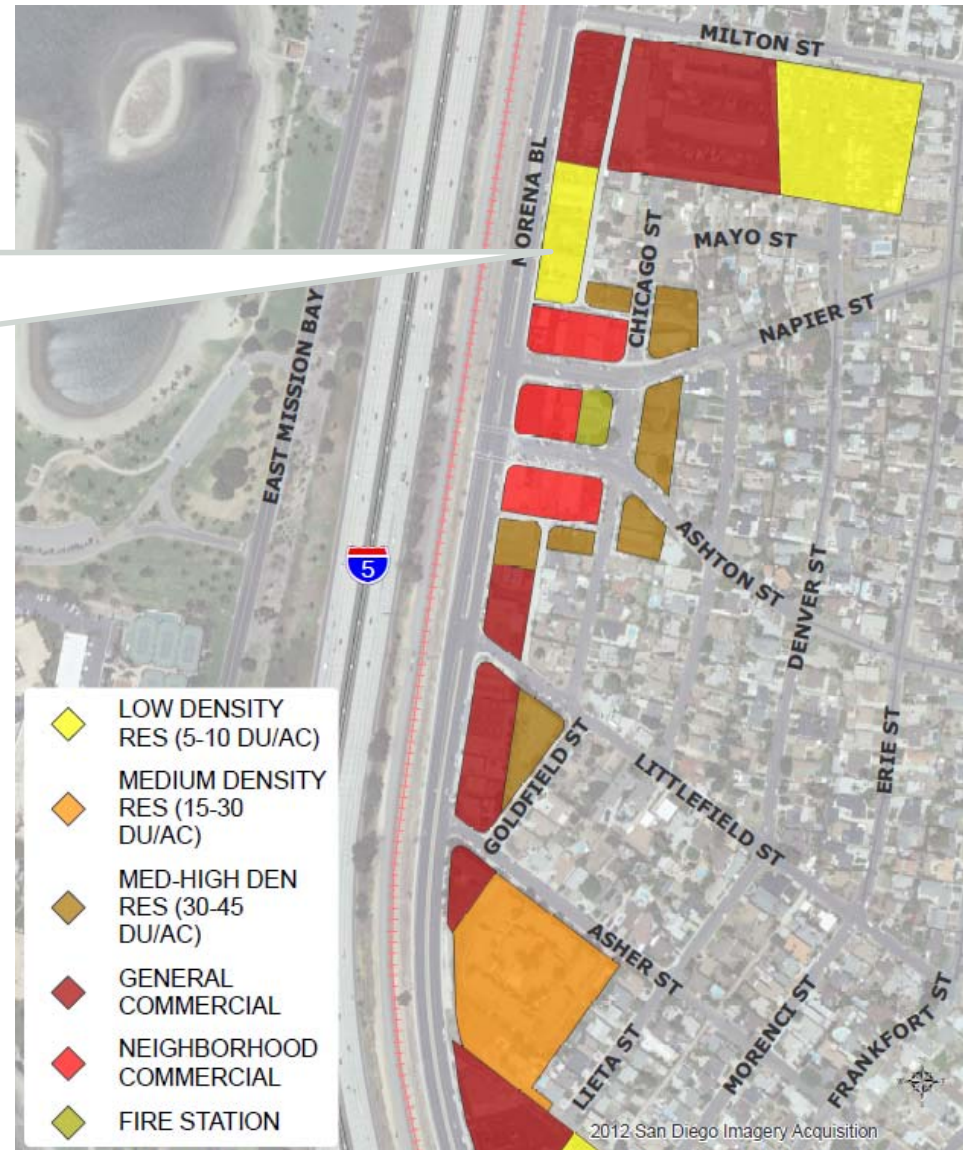 MILTON ST
MORENA BL
CHICAGO ST
MAYO ST
NAPIER ST
EAST MISSION BAY
5
ASHTON ST
DENVER ST
ERIE ST
GOLDFIELD ST
LITTLEFIELD ST
ASHER ST
LIETA ST
MORENCI ST
FRANKFORT ST
LOW DENSITY
RES (5-10 DU/AC)
MEDIUM DENSITY
RES (15-30
DU/AC)
MED-HIGH DEN
RES (30-45
DU/AC)
GENERAL
COMMERCIAL
NEIGHBORHOOD
COMMERCIAL
FIRE STATION
2012 San Diego Imagery Acquisition